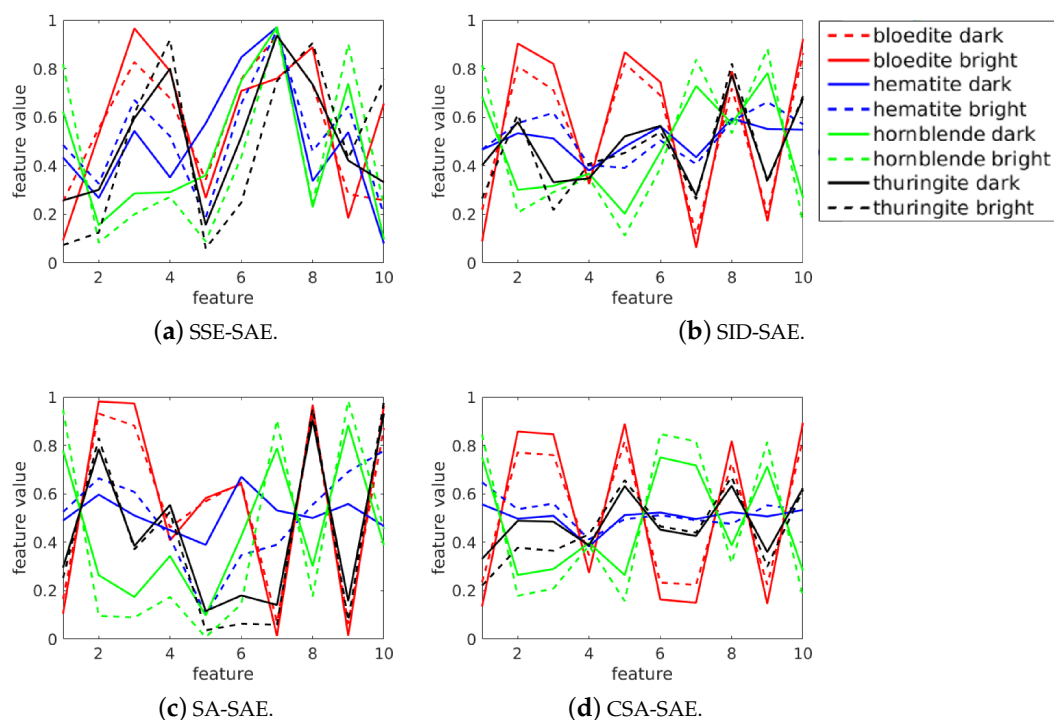 1
0.8
0.6
0.4
0.2
0
2
4
6
8
10
feature value
feature
(a) SSE-SAE.
1
0.8
0.6
0.4
0.2
0
2
4
6
8
10
feature value
feature
(b) SID-SAE.
bloedite dark
bloedite bright
hematite dark
hematite bright
hornblende dark
hornblende bright
thuringite dark
thuringite bright
1
0.8
0.6
0.4
0.2
0
2
4
6
8
10
feature value
feature
(c) SA-SAE.
1
0.8
0.6
0.4
0.2
0
2
4
6
8
10
feature value
feature
(d) CSA-SAE.